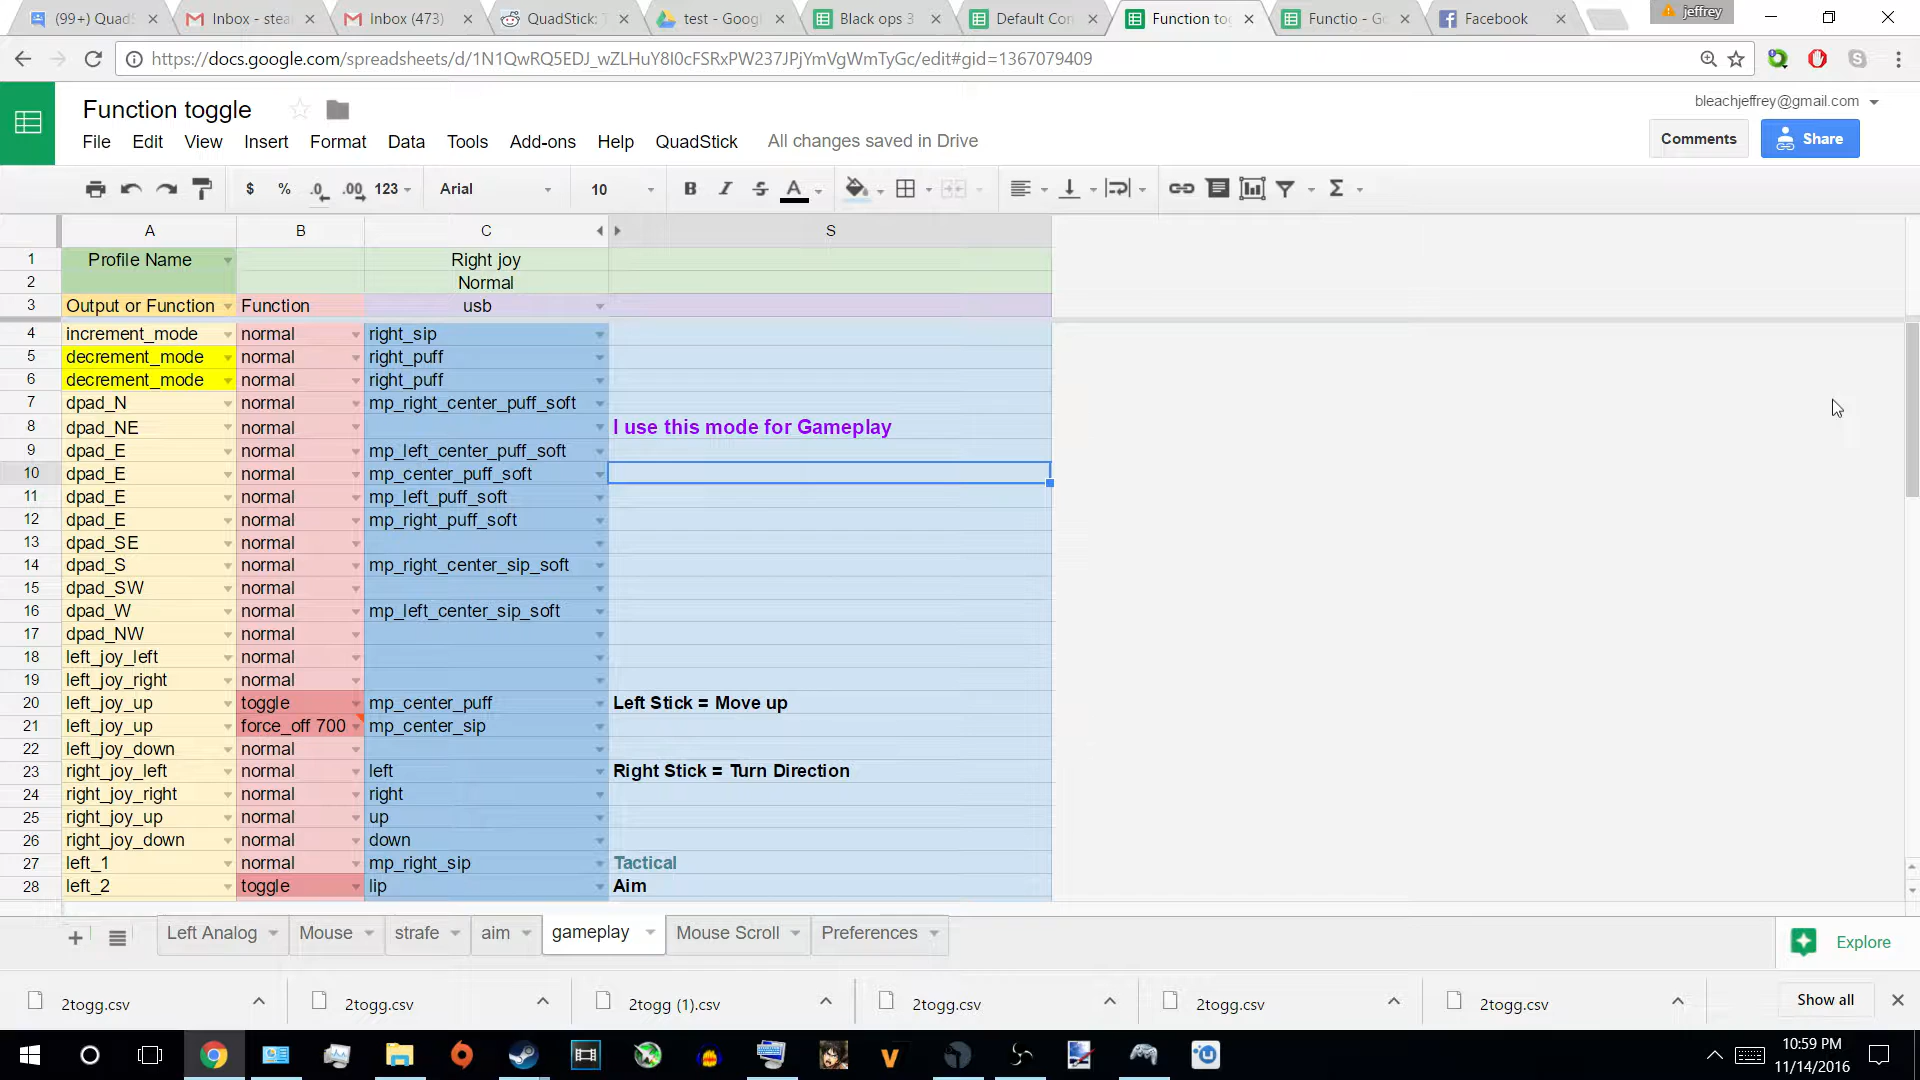 (99+) QuadS
Inbox - stea
Inbox (473)
QuadStick: T
test - Googl
Black ops 3
Default Con
Function tog
Functio - Go
Facebook
jeffrey
https://docs.google.com/spreadsheets/d/1N1QwRQ5EDJ_wZLHuY8I0cFSRxPW237JPjYmVgWmTyGc/edit#gid=1367079409
Function toggle
bleachjeffrey@gmail.com
File Edit View Insert Format Data Tools Add-ons Help QuadStick All changes saved in Drive
Comments Share
$ % .0 .00 123 Arial 10 B I S A
A B C S
1 Profile Name Right joy
2 Normal
3 Output or Function Function usb
4 increment_mode normal right_sip
5 decrement_mode normal right_puff
6 decrement_mode normal right_puff
7 dpad_N normal mp_right_center_puff_soft
8 dpad_NE normal I use this mode for Gameplay
9 dpad_E normal mp_left_center_puff_soft
10 dpad_E normal mp_center_puff_soft
11 dpad_E normal mp_left_puff_soft
12 dpad_E normal mp_right_puff_soft
13 dpad_SE normal
14 dpad_S normal mp_right_center_sip_soft
15 dpad_SW normal
16 dpad_W normal mp_left_center_sip_soft
17 dpad_NW normal
18 left_joy_left normal
19 left_joy_right normal
20 left_joy_up toggle mp_center_puff Left Stick = Move up
21 left_joy_up force_off 700 mp_center_sip
22 left_joy_down normal
23 right_joy_left normal left Right Stick = Turn Direction
24 right_joy_right normal right
25 right_joy_up normal up
26 right_joy_down normal down
27 left_1 normal mp_right_sip Tactical
28 left_2 toggle lip Aim
Left Analog Mouse strafe aim gameplay Mouse Scroll Preferences
Explore
2togg.csv
2togg.csv
2togg (1).csv
2togg.csv
2togg.csv
2togg.csv
Show all
10:59 PM
11/14/2016